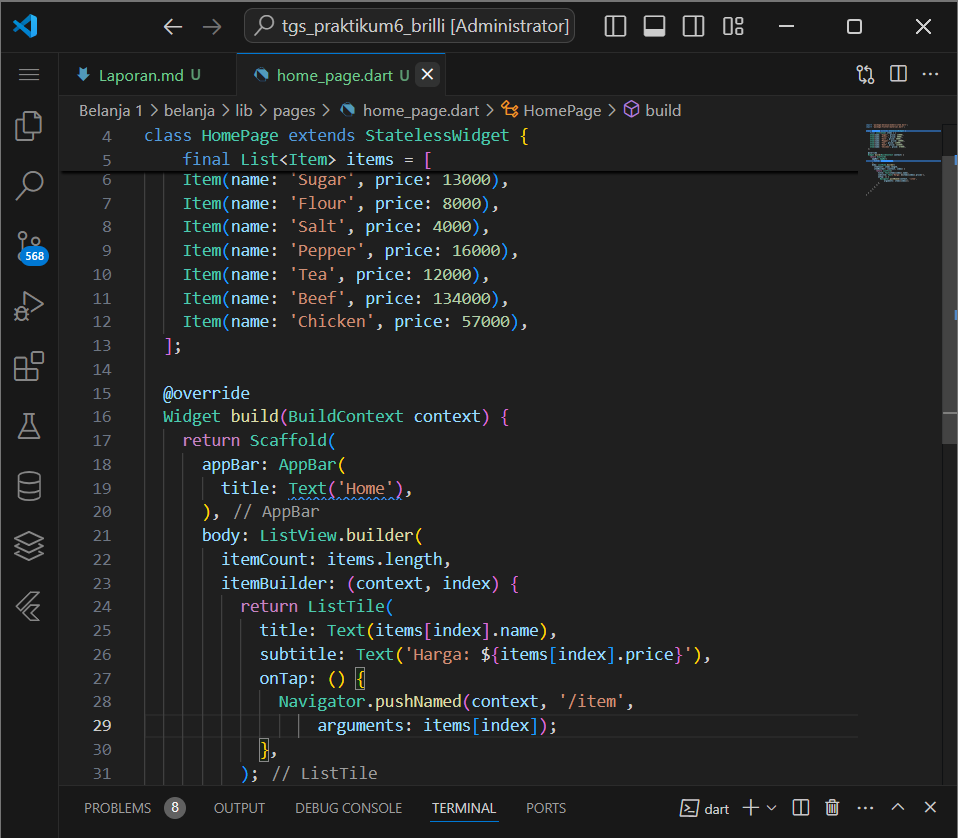 tgs_praktikum6_brilli [Administrator]
Laporan.md U
home_page.dart U
Belanja 1 > belanja > lib > pages > home_page.dart > HomePage > build
4 class HomePage extends StatelessWidget {
5 final List<Item> items = [
6 Item(name: 'Sugar', price: 13000),
7 Item(name: 'Flour', price: 8000),
8 Item(name: 'Salt', price: 4000),
9 Item(name: 'Pepper', price: 16000),
10 Item(name: 'Tea', price: 12000),
11 Item(name: 'Beef', price: 134000),
12 Item(name: 'Chicken', price: 57000),
13 ];
14
15 @override
16 Widget build(BuildContext context) {
17 return Scaffold(
18 appBar: AppBar(
19 title: Text('Home'),
20 ), // AppBar
21 body: ListView.builder(
22 itemCount: items.length,
23 itemBuilder: (context, index) {
24 return ListTile(
25 title: Text(items[index].name),
26 subtitle: Text('Harga: ${items[index].price}'),
27 onTap: () {
28 Navigator.pushNamed(context, '/item',
29 arguments: items[index]);
30 },
31 ); // ListTile
568
PROBLEMS 8 OUTPUT DEBUG CONSOLE TERMINAL PORTS dart